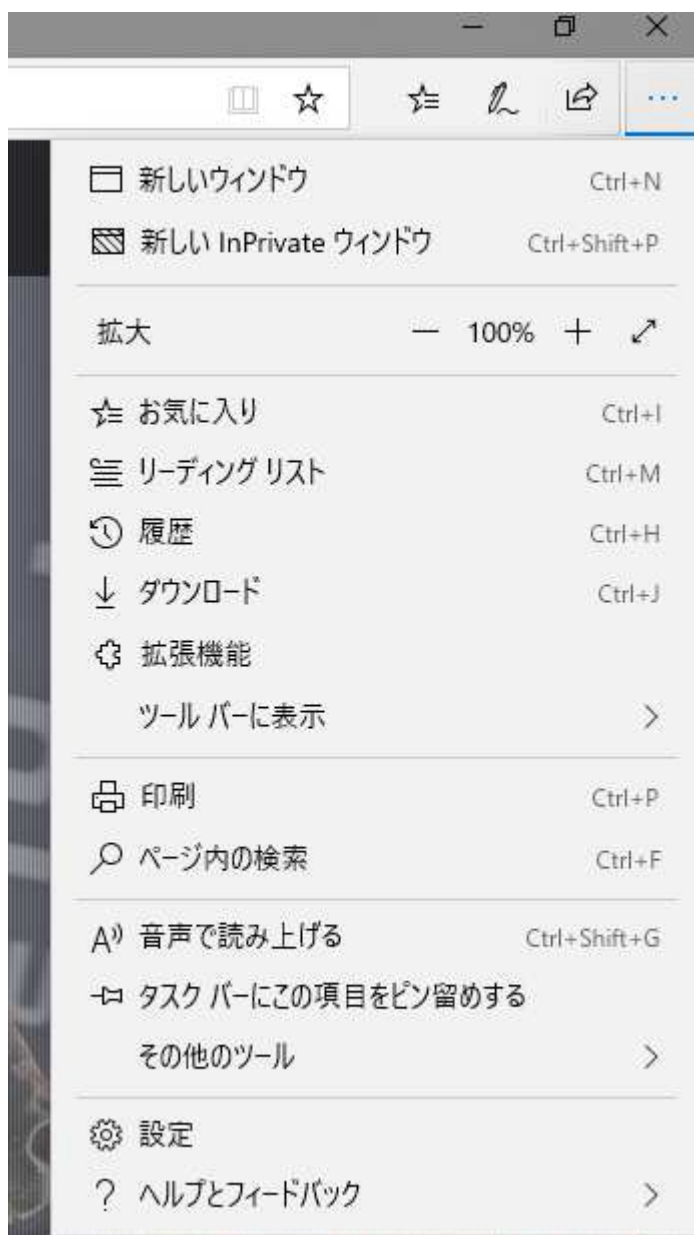 新しいウィンドウ Ctrl+N
新しい InPrivate ウィンドウ Ctrl+Shift+P
拡大 100%
お気に入り Ctrl+I
リーディング リスト Ctrl+M
履歴 Ctrl+H
ダウンロード Ctrl+J
拡張機能
ツール バーに表示
印刷 Ctrl+P
ページ内の検索 Ctrl+F
音声で読み上げる Ctrl+Shift+G
タスク バーにこの項目をピン留めする
その他のツール
設定
ヘルプとフィードバック